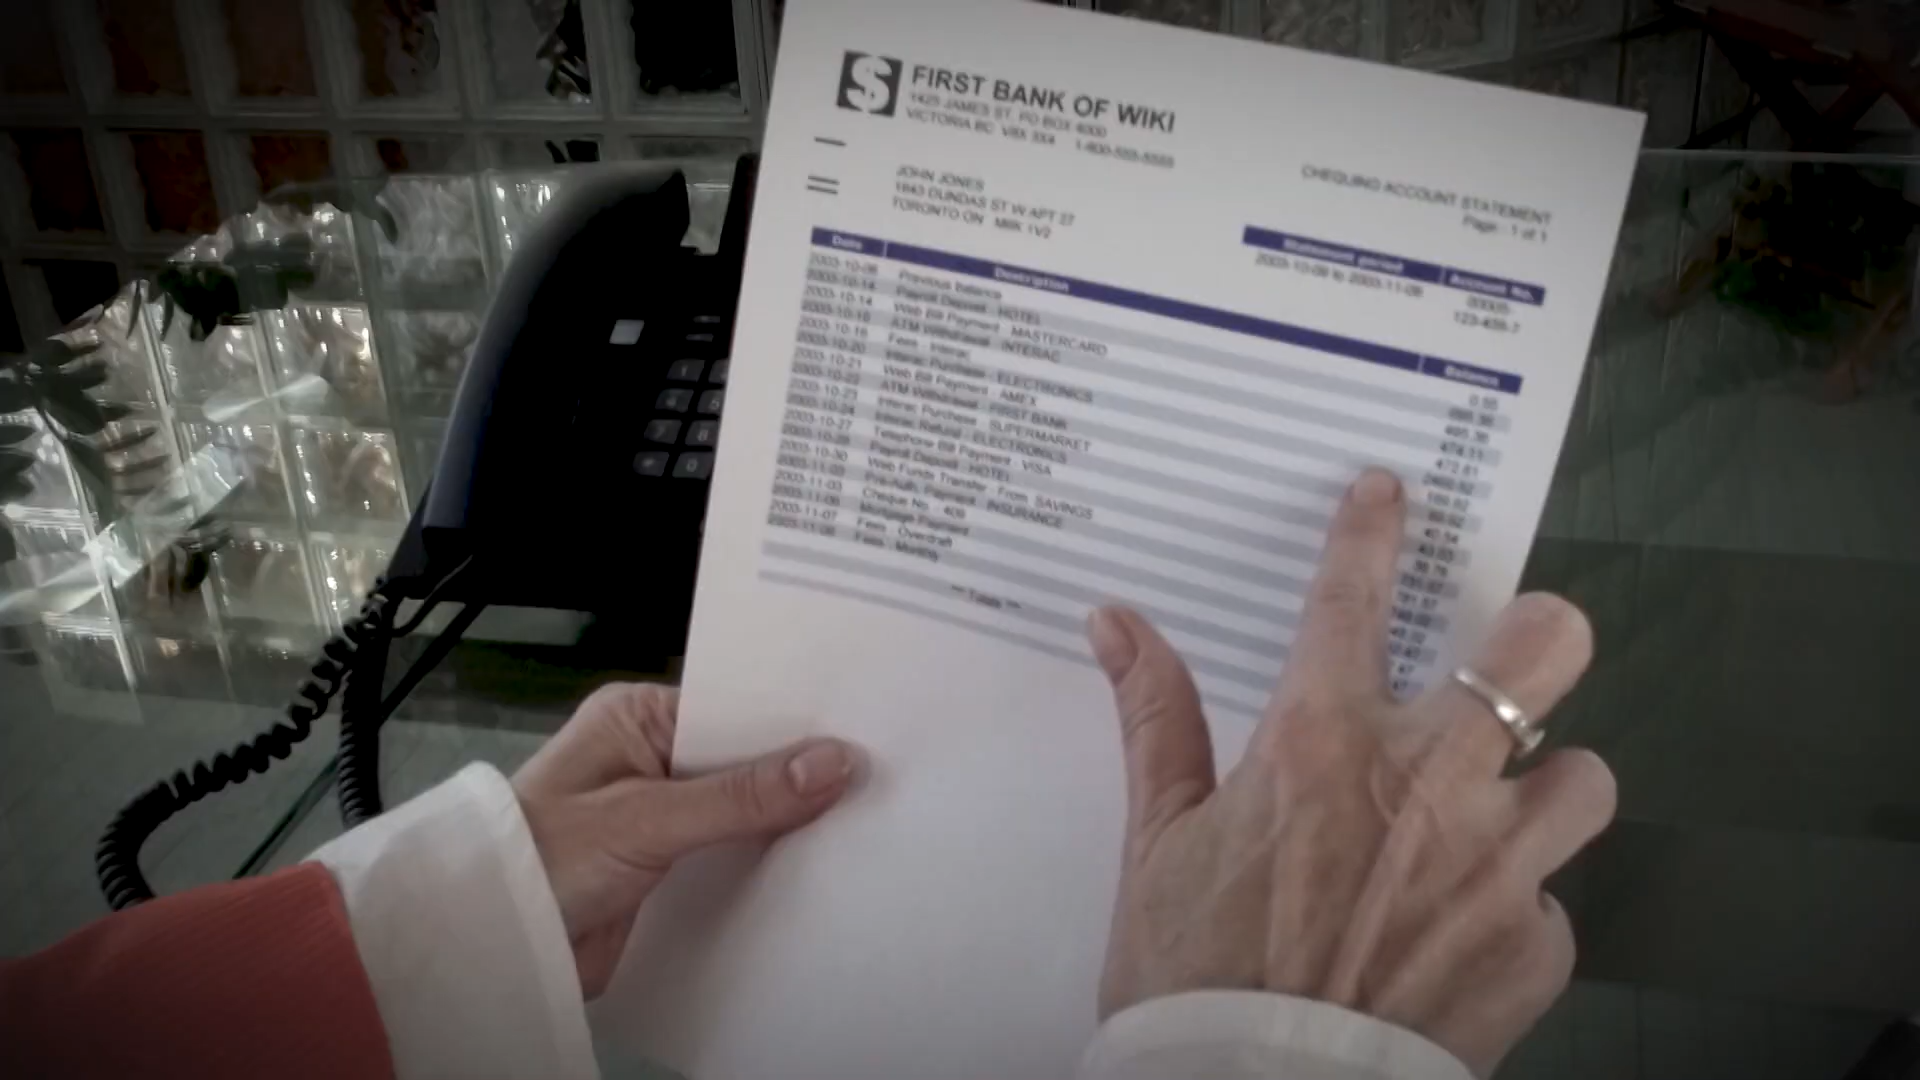 FIRST BANK OF WIKI
1425 JAMES ST, PO BOX 4000
VICTORIA BC V8X 3X4 1-800-555-5555
CHEQUING ACCOUNT STATEMENT
Page : 1 of 1
JOHN JONES
1643 DUNDAS ST W APT 27
TORONTO ON M6K 1V2
Statement period Account No.
2003-10-09 to 2003-11-08
Date Description Balance
2003-10-08 Previous balance 0.55
2003-10-14 Payroll Deposit - HOTEL
2003-10-14 Web Bill Payment - MASTERCARD
2003-10-16 ATM Withdrawal - INTERAC
2003-10-16 Fees - Interac
2003-10-20 Interac Purchase - ELECTRONICS
2003-10-21 Web Bill Payment - AMEX
2003-10-22 ATM Withdrawal - FIRST BANK
2003-10-23 Interac Purchase - SUPERMARKET
2003-10-24 Interac Refund - ELECTRONICS
2003-10-27 Telephone Bill Payment - VISA
2003-10-28 Payroll Deposit - HOTEL
2003-10-30 Web Funds Transfer - From SAVINGS
2003-11-03 Pre-Auth. Payment - INSURANCE
2003-11-03 Cheque No. - 409
2003-11-06 Mortgage Payment
2003-11-07 Fees - Overdraft
2003-11-08 Fees - Monthly
*** Totals ***